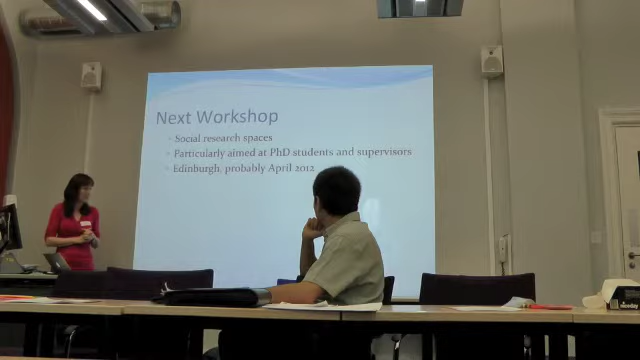 Next Workshop
Social research spaces
Particularly aimed at PhD students and supervisors
Edinburgh, probably April 2012